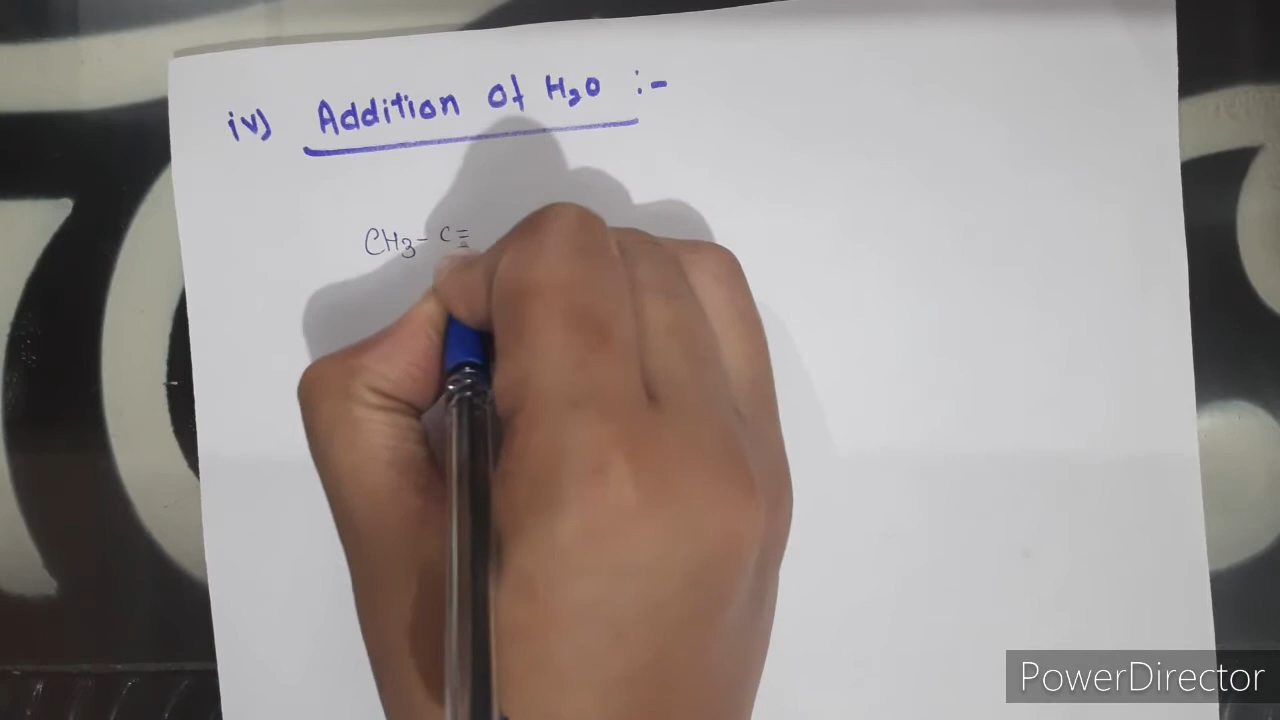 iv) Addition of H₂O :-
CH3- C≡
PowerDirector